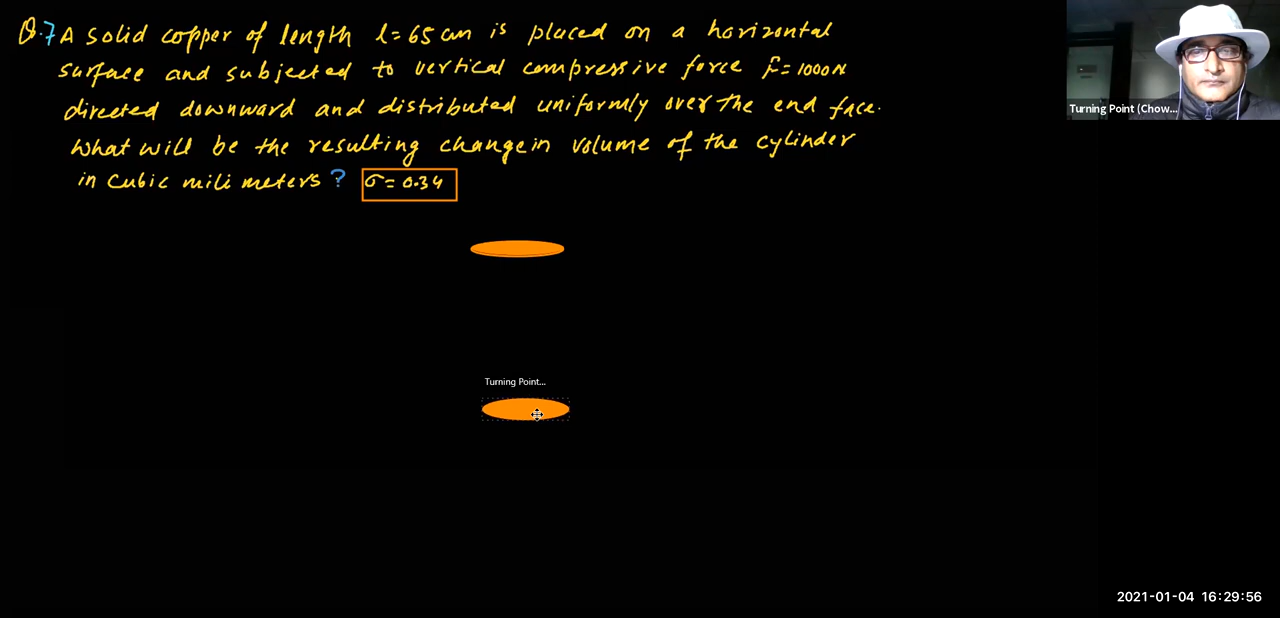 Q.7 A solid copper of length l = 65 cm is placed on a horizontal
surface and subjected to vertical compressive force F = 1000 N
directed downward and distributed uniformly over the end face.
what will be the resulting change in volume of the cylinder
in cubic mili meters ? σ = 0.34
Turning Point (Chow...
Turning Point...
2021-01-04 16:29:56